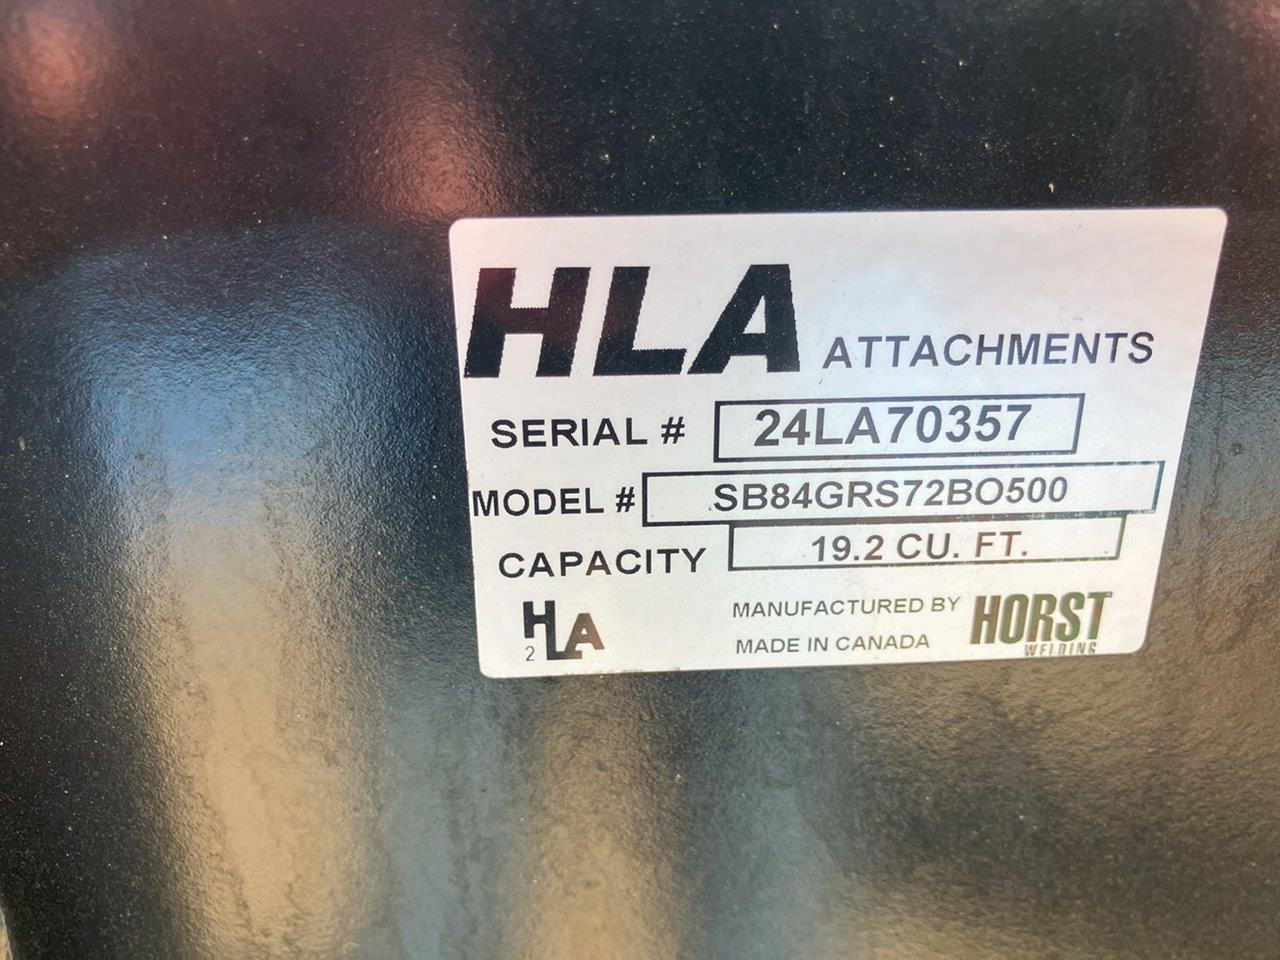 HLA ATTACHMENTS
SERIAL # 24LA70357
MODEL # SB84GRS72BO500
CAPACITY 19.2 CU. FT.
HLA
2
MANUFACTURED BY HORST
WELDING
MADE IN CANADA